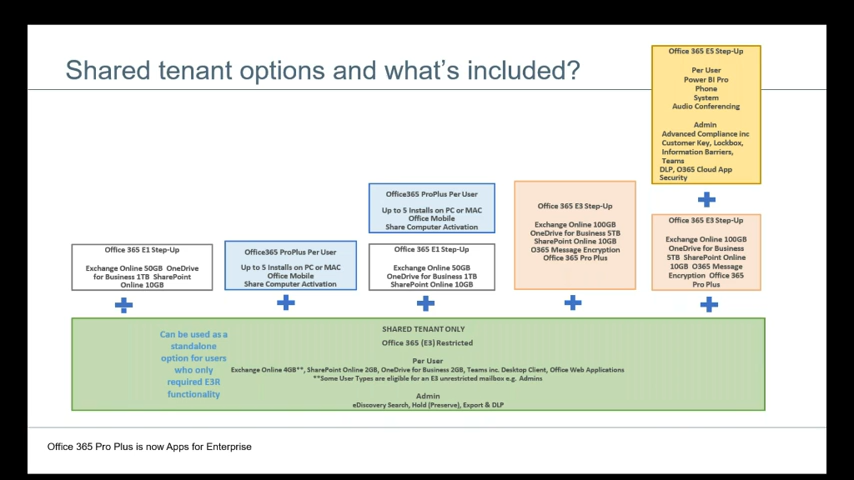 Shared tenant options and what's included?
Office 365 E5 Step-Up
Per User
Power BI Pro
Phone
System
Audio Conferencing
Admin
Advanced Compliance inc
Customer Key, Lockbox,
Information Barriers,
Teams
DLP, O365 Cloud App
Security
Office365 ProPlus Per User
Up to 5 Installs on PC or MAC
Office Mobile
Share Computer Activation
Office 365 E3 Step-Up
Exchange Online 100GB
OneDrive for Business 5TB
SharePoint Online 10GB
O365 Message Encryption
Office 365 Pro Plus
Office 365 E3 Step-Up
Exchange Online 100GB
OneDrive for Business
5TB SharePoint Online
10GB O365 Message
Encryption Office 365
Pro Plus
Office 365 E1 Step-Up
Exchange Online 50GB OneDrive
for Business 1TB SharePoint
Online 10GB
Office365 ProPlus Per User
Up to 5 Installs on PC or MAC
Office Mobile
Share Computer Activation
Office 365 E1 Step-Up
Exchange Online 50GB
OneDrive for Business 1TB
SharePoint Online 10GB
Can be used as a
standalone
option for users
who only
required E3R
functionality
SHARED TENANT ONLY
Office 365 (E3) Restricted
Per User
Exchange Online 4GB**, SharePoint Online 2GB, OneDrive for Business 2GB, Teams inc. Desktop Client, Office Web Applications
**Some User Types are eligible for an E3 unrestricted mailbox e.g. Admins
Admin
eDiscovery Search, Hold (Preserve), Export & DLP
Office 365 Pro Plus is now Apps for Enterprise